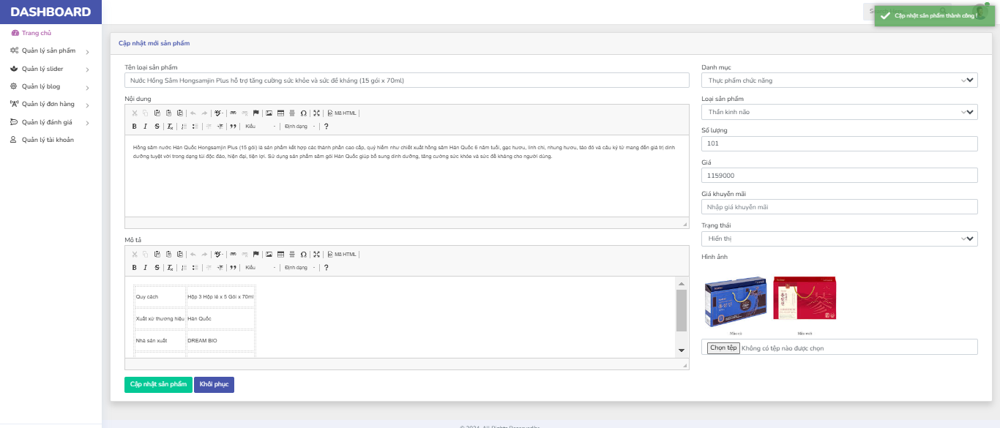 DASHBOARD
Cập nhật sản phẩm thành công !
Trang chủ
Quản lý sản phẩm
Quản lý slider
Quản lý blog
Quản lý đơn hàng
Quản lý đánh giá
Quản lý tài khoản
Cập nhật mới sản phẩm
Tên loại sản phẩm
Nước Hồng Sâm Hongsamjin Plus hỗ trợ tăng cường sức khỏe và sức đề kháng (15 gói x 70ml)
Nội dung
Mã HTML
Kiểu
Định dạng
?
Hồng sâm nước Hàn Quốc Hongsamjin Plus (15 gói) là sản phẩm kết hợp các thành phần cao cấp, quý hiếm như chiết xuất hồng sâm Hàn Quốc 6 năm tuổi, gạc hươu, linh chi, nhung hươu, táo đỏ và câu kỷ tử mang đến giá trị dinh
dưỡng tuyệt vời trong dạng túi độc đáo, hiện đại, tiện lợi. Sử dụng sản phẩm sâm gói Hàn Quốc giúp bổ sung dinh dưỡng, tăng cường sức khỏe và sức đề kháng cho người dùng.
Mô tả
Mã HTML
Kiểu
Định dạng
?
Quy cách Hộp 3 Hộp lẻ x 5 Gói x 70ml
Xuất xứ thương hiệu Hàn Quốc
Nhà sản xuất DREAM BIO
Cập nhật sản phẩm Khôi phục
Danh mục
Thực phẩm chức năng
Loại sản phẩm
Thần kinh não
Số lượng
101
Giá
1159000
Giá khuyến mãi
Nhập giá khuyến mãi
Trạng thái
Hiển thị
Hình ảnh
Mẫu cũ Mẫu mới
Chọn tệp Không có tệp nào được chọn